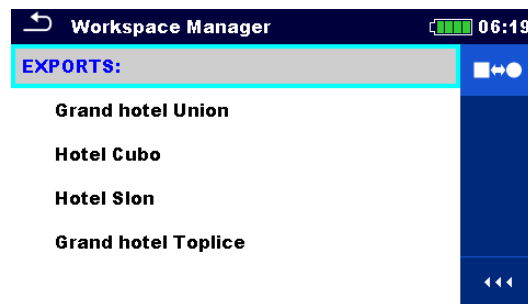 Workspace Manager 06:19
EXPORTS:
Grand hotel Union
Hotel Cubo
Hotel Slon
Grand hotel Toplice